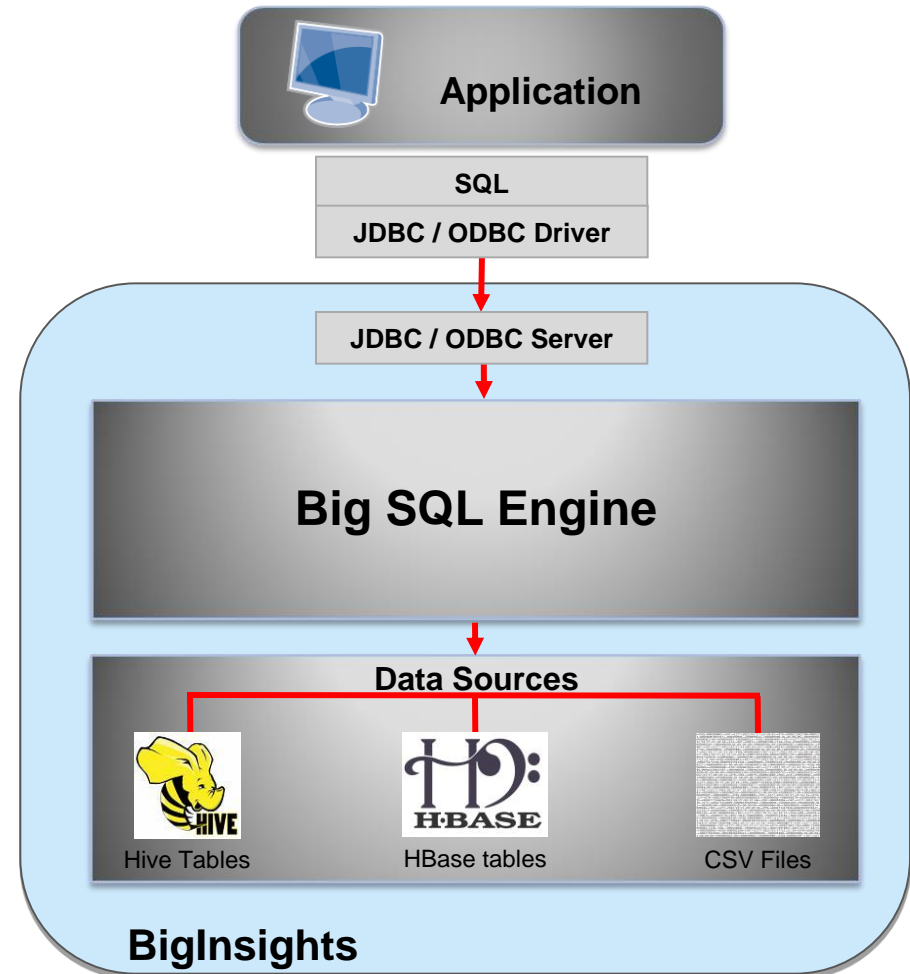 Application
SQL
JDBC / ODBC Driver
JDBC / ODBC Server
Big SQL Engine
Data Sources
HIVE
H·BASE
Hive Tables
HBase tables
CSV Files
BigInsights